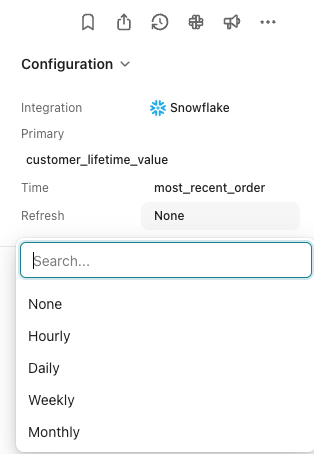 Configuration
Integration Snowflake
Primary
customer_lifetime_value
Time most_recent_order
Refresh None
Search...
None
Hourly
Daily
Weekly
Monthly